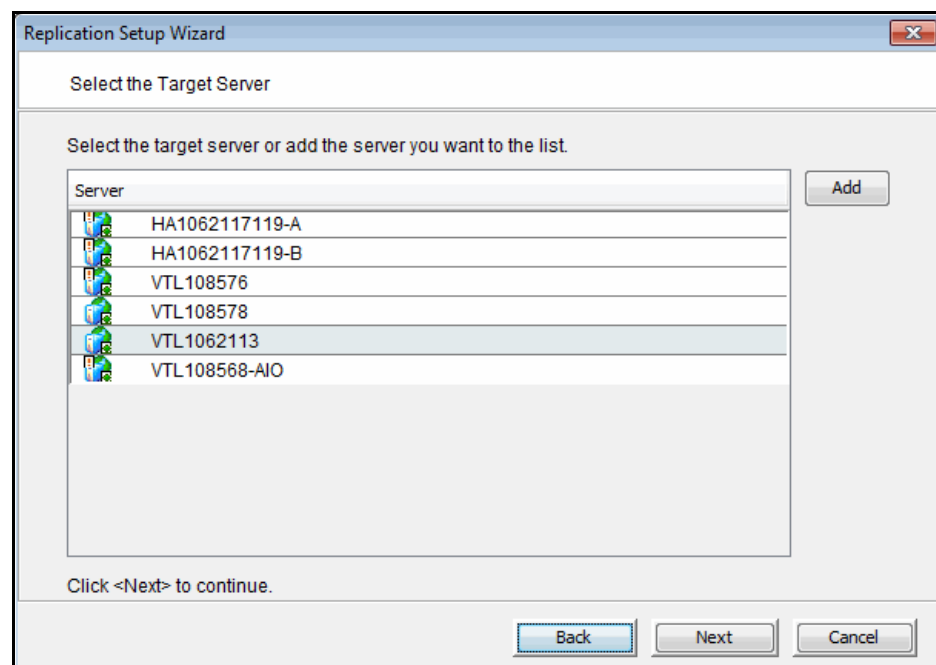 Replication Setup Wizard
Select the Target Server
Select the target server or add the server you want to the list.
Server
Add
HA1062117119-A
HA1062117119-B
VTL108576
VTL108578
VTL1062113
VTL108568-AIO
Click <Next> to continue.
Back Next Cancel